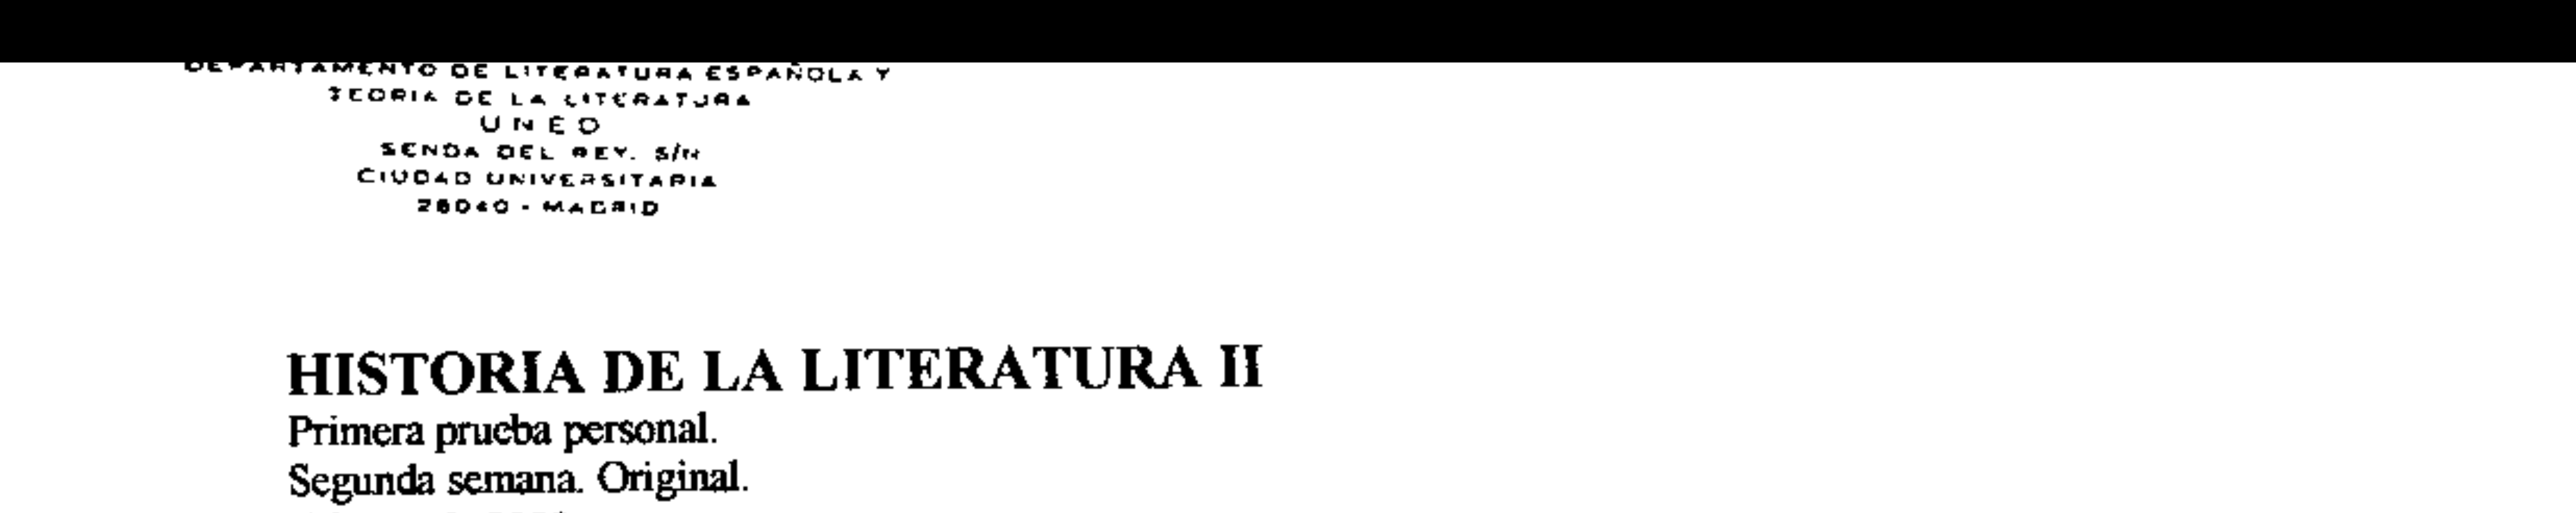 DEPARTAMENTO DE LITERATURA ESPAÑOLA Y
TEORIA DE LA LITERATURA
UNED
SENDA DEL REY. S/N
CIUDAD UNIVERSITARIA
28040 - MADRID
HISTORIA DE LA LITERATURA II
Primera prueba personal.
Segunda semana. Original.